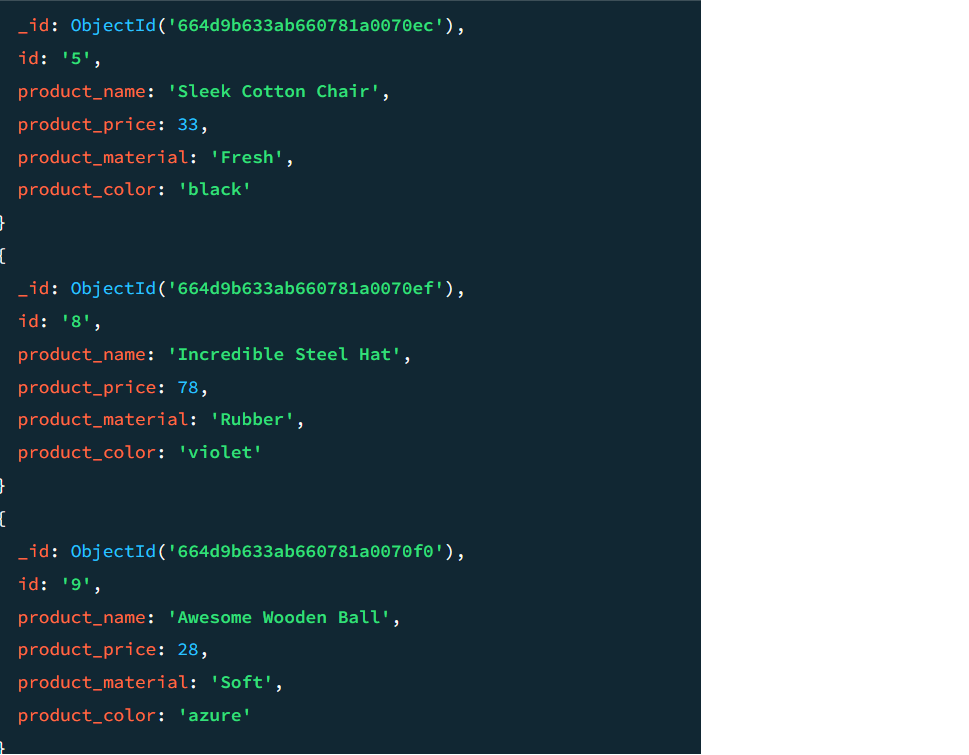 _id: ObjectId('664d9b633ab660781a0070ec'),
id: '5',
product_name: 'Sleek Cotton Chair',
product_price: 33,
product_material: 'Fresh',
product_color: 'black'
}
{
_id: ObjectId('664d9b633ab660781a0070ef'),
id: '8',
product_name: 'Incredible Steel Hat',
product_price: 78,
product_material: 'Rubber',
product_color: 'violet'
}
{
_id: ObjectId('664d9b633ab660781a0070f0'),
id: '9',
product_name: 'Awesome Wooden Ball',
product_price: 28,
product_material: 'Soft',
product_color: 'azure'
}